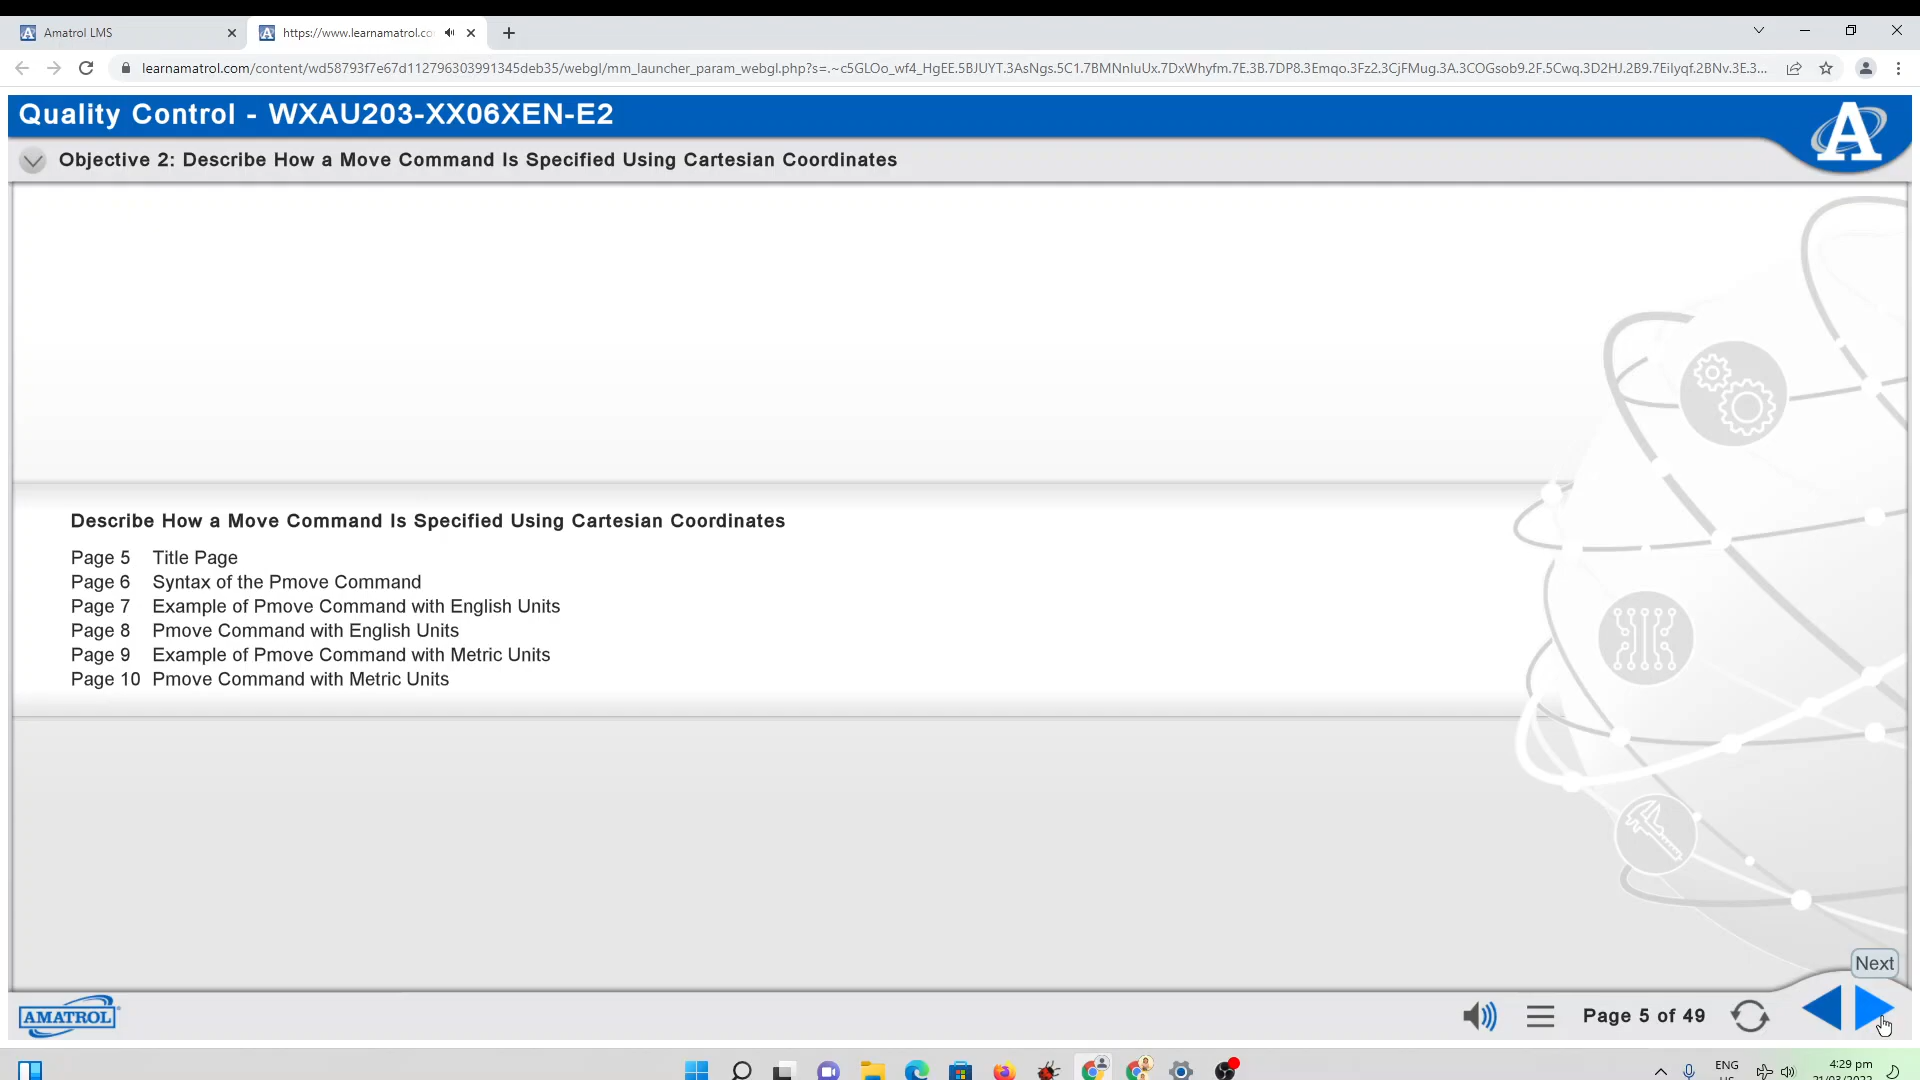 Amatrol LMS
https://www.learnamatrol.co
learnamatrol.com/content/wd58793f7e67d112796303991345deb35/webgl/mm_launcher_param_webgl.php?s=.~c5GLOo_wf4_HgEE.5BJUYT.3AsNgs.5C1.7BMNnIuUx.7DxWhyfm.7E.3B.7DP8.3Emqo.3Fz2.3CjFMug.3A.3COGsob9.2F.5Cwq.3D2HJ.2B9.7Eilyqf.2BNv.3E.3...
Quality Control - WXAU203-XX06XEN-E2
Objective 2: Describe How a Move Command Is Specified Using Cartesian Coordinates
Describe How a Move Command Is Specified Using Cartesian Coordinates
Page 5 Title Page
Page 6 Syntax of the Pmove Command
Page 7 Example of Pmove Command with English Units
Page 8 Pmove Command with English Units
Page 9 Example of Pmove Command with Metric Units
Page 10 Pmove Command with Metric Units
Next
AMATROL
Page 5 of 49
ENG
4:29 pm